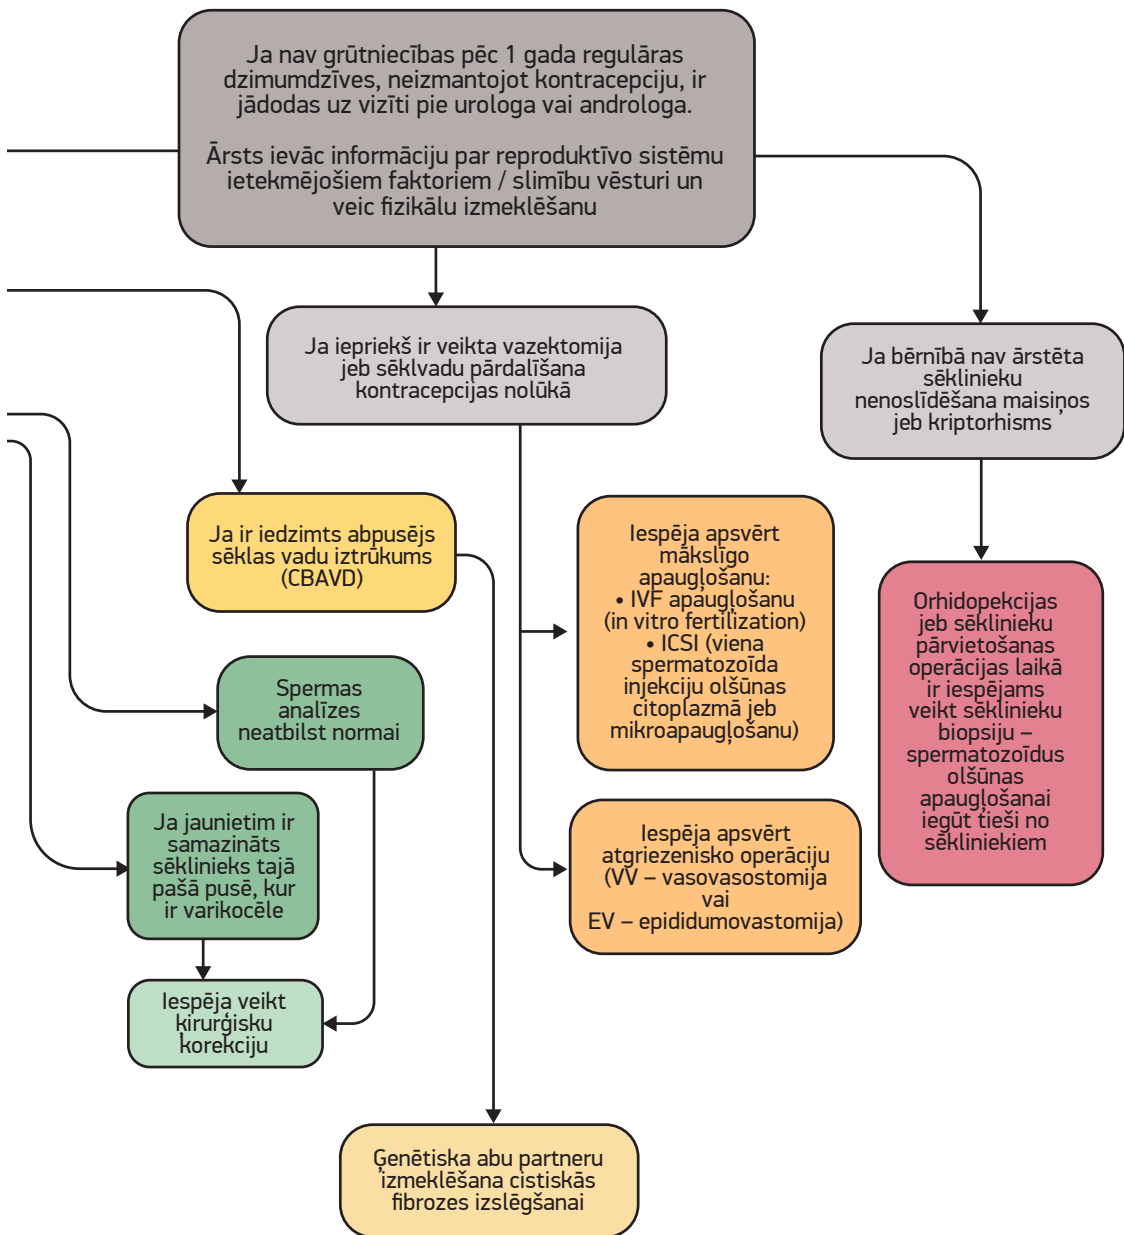 Ja nav grūtniecības pēc 1 gada regulāras
dzimumdzīves, neizmantojot kontracepciju, ir
jādodas uz vizīti pie urologa vai androloga.
Ārsts ievāc informāciju par reproduktīvo sistēmu
ietekmējošiem faktoriem / slimību vēsturi un
veic fizikālu izmeklēšanu
Ja iepriekš ir veikta vazektomija
jeb sēklvadu pārdalīšana
kontracepcijas nolūkā
Ja bērnībā nav ārstēta
sēklinieku
nenoslīdēšana maisiņos
jeb kriptorhisms
Ja ir iedzimts abpusējs
sēklas vadu iztrūkums
(CBAVD)
Iespēja apsvērt
mākslīgo
apaugļošanu:
• IVF apaugļošanu
(in vitro fertilization)
• ICSI (viena
spermatozoīda
injekciju olšūnas
citoplazmā jeb
mikroapaugļošanu)
Orhidopekcijas
jeb sēklinieku
pārvietošanas
operācijas laikā
ir iespējams
veikt sēklinieku
biopsiju –
spermatozoīdus
olšūnas
apaugļošanai
iegūt tieši no
sēkliniekiem
Spermas
analīzes
neatbilst normai
Ja jaunietim ir
samazināts
sēklinieks tajā
pašā pusē, kur
ir varikocēle
Iespēja apsvērt
atgriezenisko operāciju
(VV – vasovasostomija
vai
EV – epididumovastomija)
Iespēja veikt
ķirurģisku
korekciju
Ģenētiska abu partneru
izmeklēšana cistiskās
fibrozes izslēgšanai